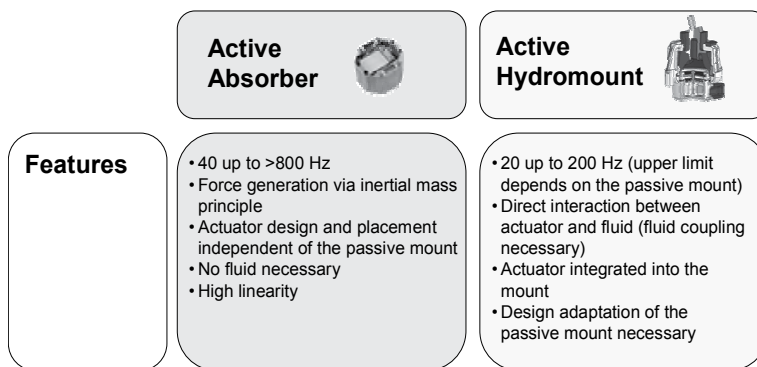 Active
Absorber
Active
Hydromount
Features
• 40 up to >800 Hz
• Force generation via inertial mass
principle
• Actuator design and placement
independent of the passive mount
• No fluid necessary
• High linearity
• 20 up to 200 Hz (upper limit
depends on the passive mount)
• Direct interaction between
actuator and fluid (fluid coupling
necessary)
• Actuator integrated into the
mount
• Design adaptation of the
passive mount necessary